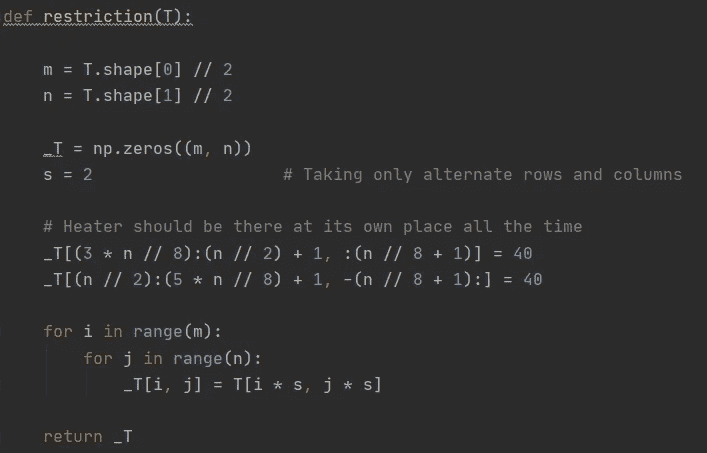 def restriction(T):
m = T.shape[0] // 2
n = T.shape[1] // 2
_T = np.zeros((m, n))
s = 2 # Taking only alternate rows and columns
# Heater should be there at its own place all the time
_T[(3 * n // 8):(n // 2) + 1, :(n // 8 + 1)] = 40
_T[(n // 2):(5 * n // 8) + 1, -(n // 8 + 1):] = 40
for i in range(m):
for j in range(n):
_T[i, j] = T[i * s, j * s]
return _T